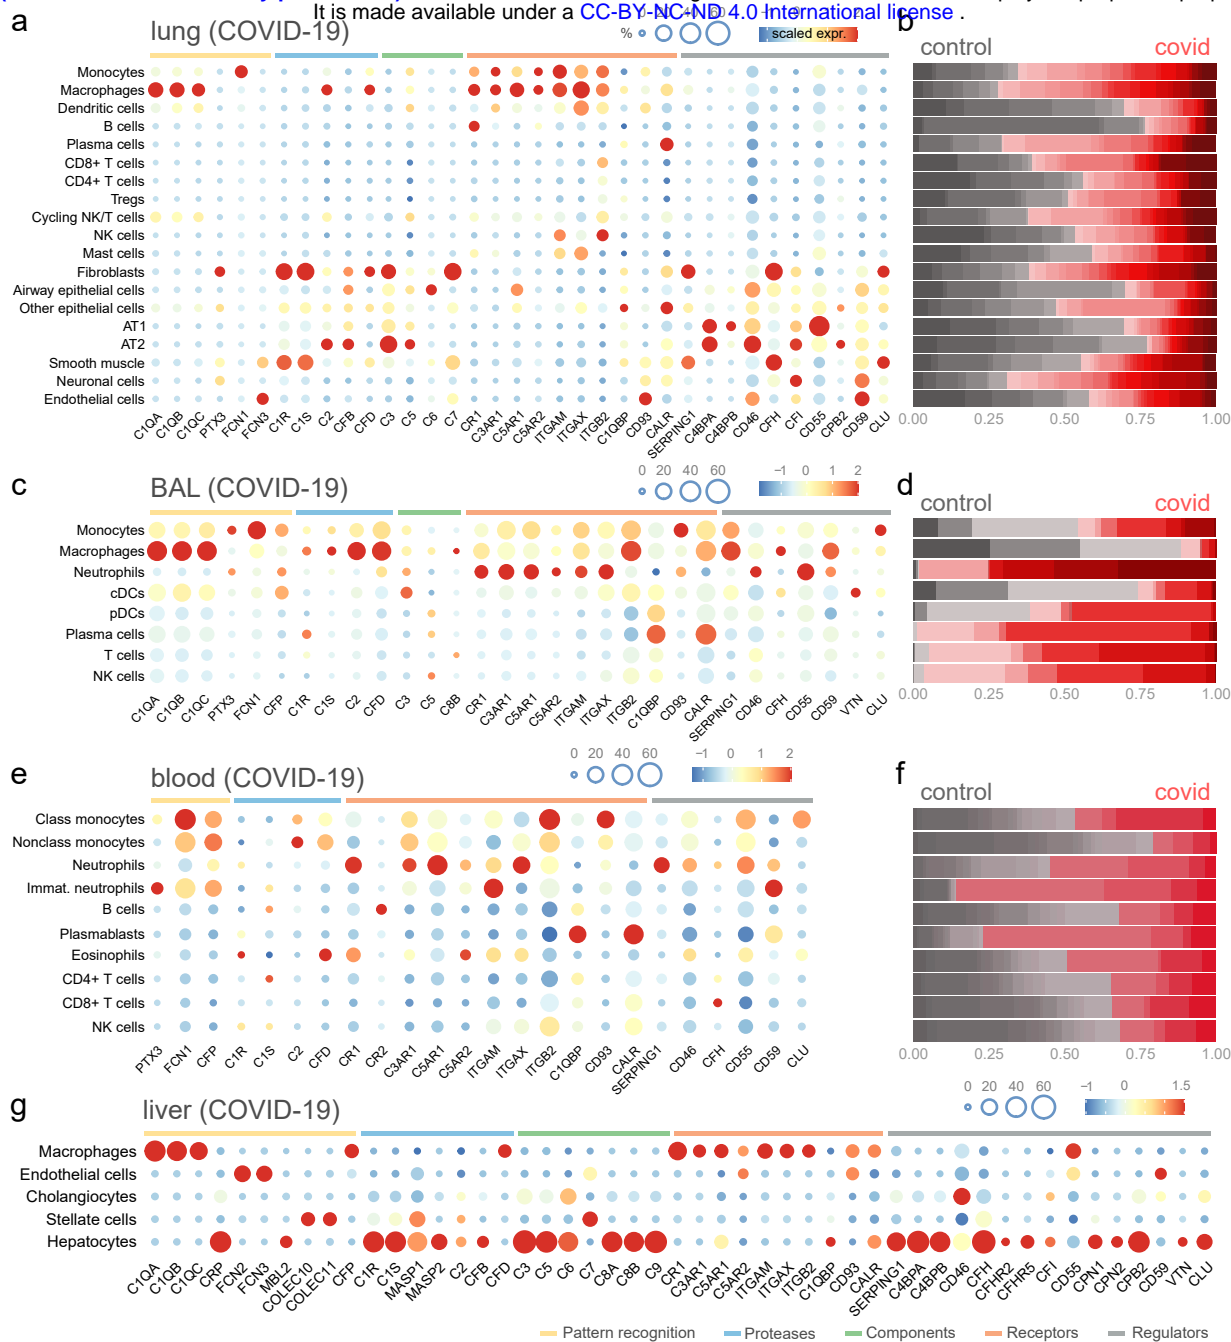 It is made available under a CC-BY-NC-ND 4.0 International license .
a
lung (COVID-19)
% 0 20 40 60
scaled expr.
b
control covid
Monocytes
Macrophages
Dendritic cells
B cells
Plasma cells
CD8+ T cells
CD4+ T cells
Tregs
Cycling NK/T cells
NK cells
Mast cells
Fibroblasts
Airway epithelial cells
Other epithelial cells
AT1
AT2
Smooth muscle
Neuronal cells
Endothelial cells
C1QA C1QB C1QC PTX3 FCN1 FCN3 C1R C1S C2 CFB CFD C3 C5 C6 C7 CR1 C3AR1 C5AR1 C5AR2 ITGAM ITGAX ITGB2 C1QBP CD93 CALR SERPING1 C4BPA C4BPB CD46 CFH CFI CD55 CPB2 CD59 CLU
0.00 0.25 0.50 0.75 1.00
c
BAL (COVID-19)
0 20 40 60
−1 0 1 2
d
control covid
Monocytes
Macrophages
Neutrophils
cDCs
pDCs
Plasma cells
T cells
NK cells
C1QA C1QB C1QC PTX3 FCN1 CFP C1R C1S C2 CFD C3 C5 C8B CR1 C3AR1 C5AR1 C5AR2 ITGAM ITGAX ITGB2 C1QBP CD93 CALR SERPING1 CD46 CFH CD55 CD59 VTN CLU
0.00 0.25 0.50 0.75 1.00
e
blood (COVID-19)
0 20 40 60
−1 0 1 2
f
control covid
Class monocytes
Nonclass monocytes
Neutrophils
Immat. neutrophils
B cells
Plasmablasts
Eosinophils
CD4+ T cells
CD8+ T cells
NK cells
PTX3 FCN1 CFP C1R C1S C2 CFD CR1 CR2 C3AR1 C5AR1 C5AR2 ITGAM ITGAX ITGB2 C1QBP CD93 CALR SERPING1 CD46 CFH CD55 CD59 CLU
0.00 0.25 0.50 0.75 1.00
g
liver (COVID-19)
0 20 40 60
−1 0 1.5
Macrophages
Endothelial cells
Cholangiocytes
Stellate cells
Hepatocytes
C1QA C1QB C1QC CRP FCN2 FCN3 MBL2 COLEC10 COLEC11 CFP C1R C1S MASP1 MASP2 C2 CFB CFD C3 C5 C6 C7 C8A C8B C9 CR1 C3AR1 C5AR1 C5AR2 ITGAM ITGAX ITGB2 C1QBP CD93 CALR SERPING1 C4BPA C4BPB CD46 CFH CFHR2 CFHR5 CFI CD55 CPN1 CPN2 CPB2 CD59 VTN CLU
Pattern recognition Proteases Components Receptors Regulators